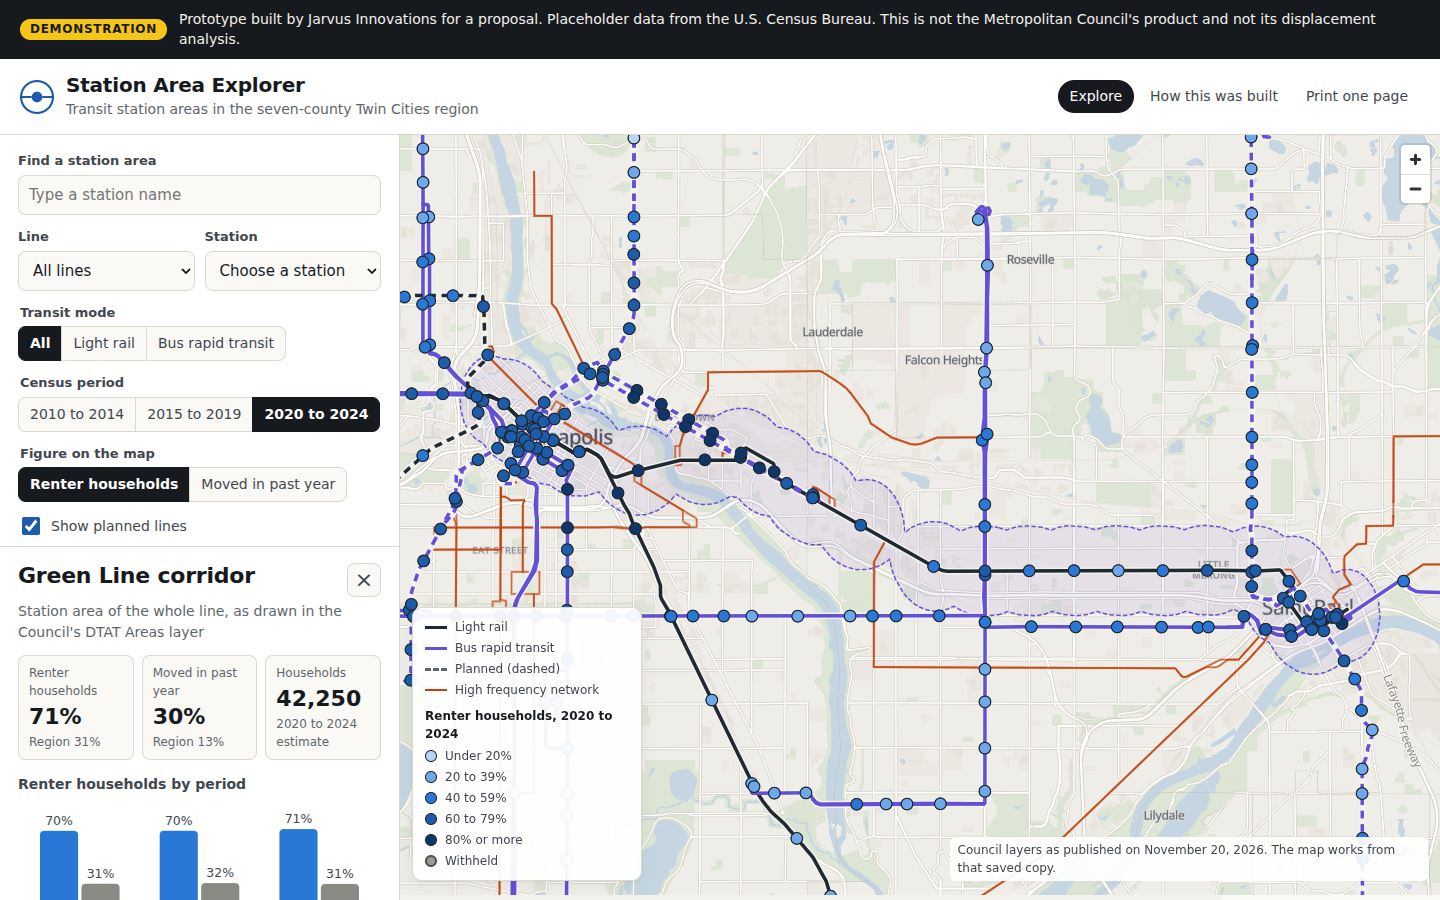 DEMONSTRATION
Prototype built by Jarvus Innovations for a proposal. Placeholder data from the U.S. Census Bureau. This is not the Metropolitan Council's product and not its displacement
analysis.
Station Area Explorer
Transit station areas in the seven-county Twin Cities region
Explore
How this was built
Print one page
Find a station area
Type a station name
Line
Station
All lines
Choose a station
Transit mode
All
Light rail
Bus rapid transit
Census period
2010 to 2014
2015 to 2019
2020 to 2024
Figure on the map
Renter households
Moved in past year
Show planned lines
Green Line corridor
×
Station area of the whole line, as drawn in the
Council's DTAT Areas layer
Renter
households
71%
Region 31%
Moved in past
year
30%
Region 13%
Households
42,250
2020 to 2024
estimate
Renter households by period
70%
31%
70%
32%
71%
31%
+
−
Roseville
Lauderdale
Falcon Heights
apolis
EAT STREET
LITTLE
MEKONG
Saint Paul
Lafayette Freeway
Lilydale
Light rail
Bus rapid transit
Planned (dashed)
High frequency network
Renter households, 2020 to
2024
Under 20%
20 to 39%
40 to 59%
60 to 79%
80% or more
Withheld
Council layers as published on November 20, 2026. The map works from
that saved copy.